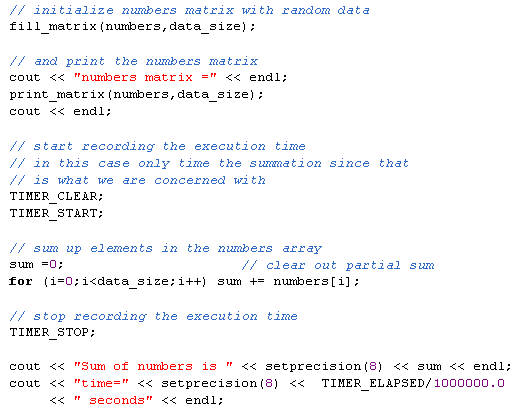 // initialize numbers matrix with random data
fill_matrix(numbers,data_size);
// and print the numbers matrix
cout << "numbers matrix =" << endl;
print_matrix(numbers,data_size);
cout << endl;
// start recording the execution time
// in this case only time the summation since that
// is what we are concerned with
TIMER_CLEAR;
TIMER_START;
// sum up elements in the numbers array
sum =0; // clear out partial sum
for (i=0;i<data_size;i++) sum += numbers[i];
// stop recording the execution time
TIMER_STOP;
cout << "Sum of numbers is " << setprecision(8) << sum << endl;
cout << "time=" << setprecision(8) << TIMER_ELAPSED/1000000.0
<< " seconds" << endl;